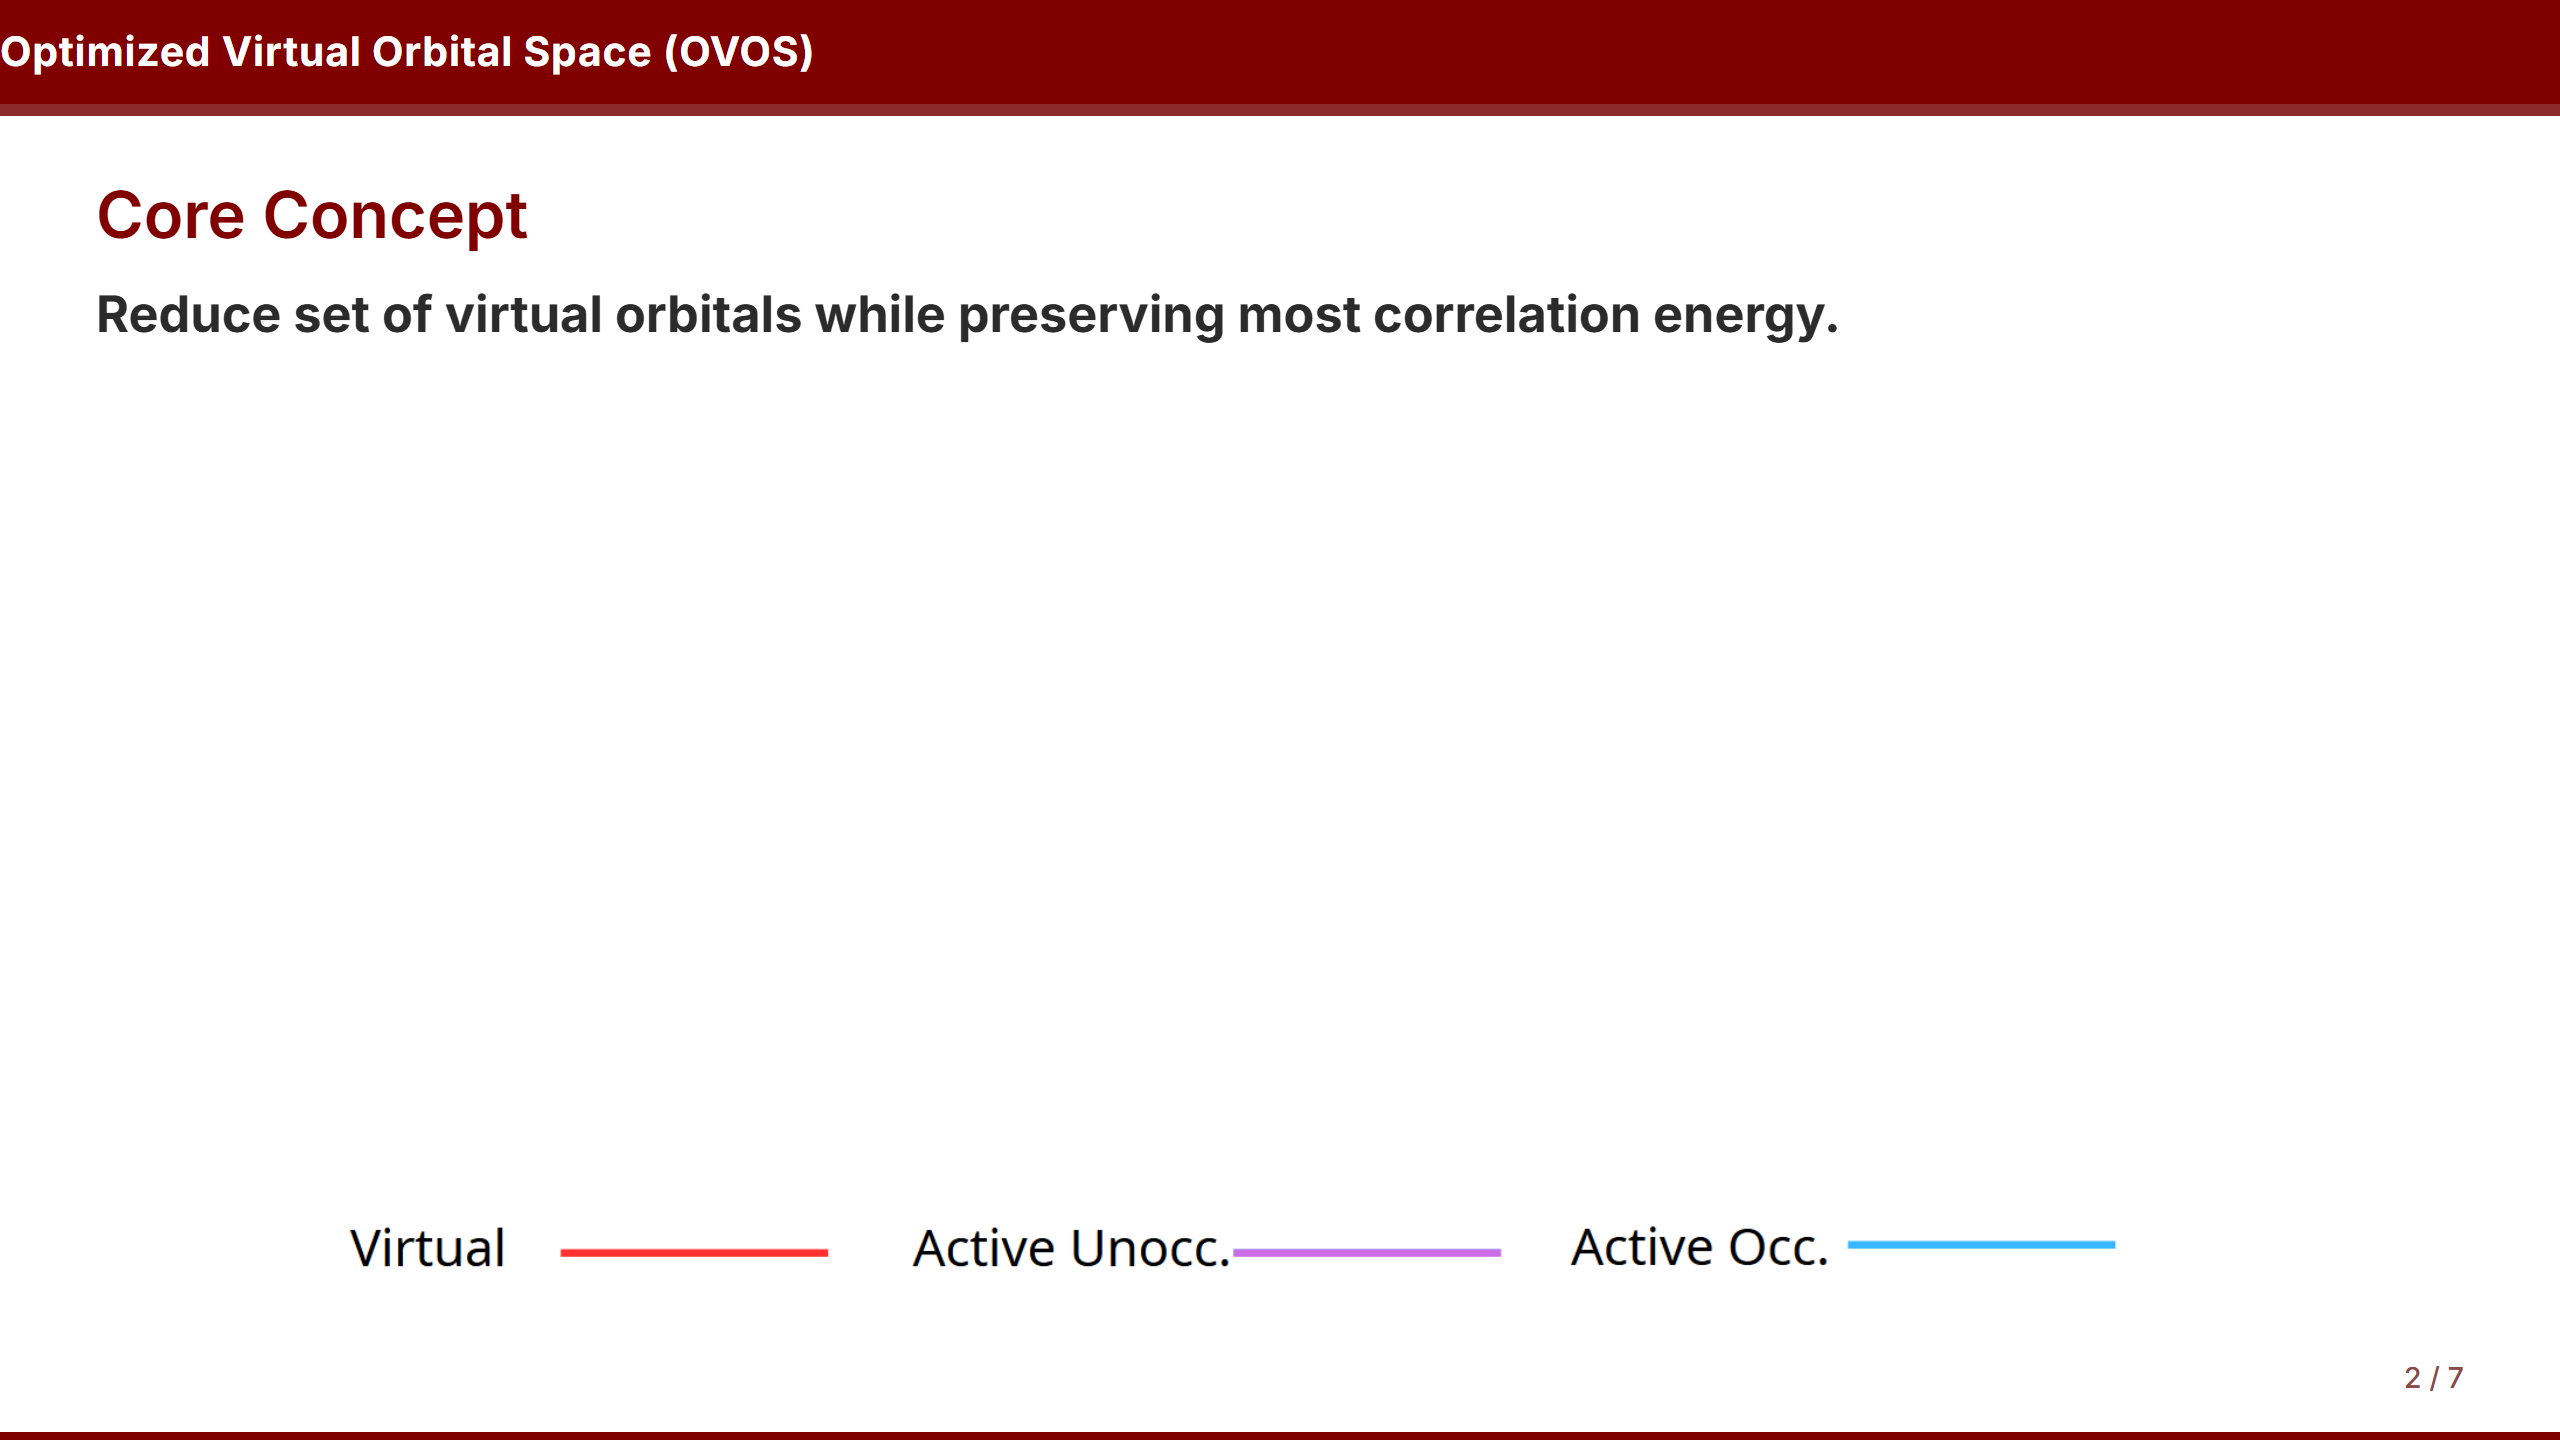 Optimized Virtual Orbital Space (OVOS)
Core Concept
Reduce set of virtual orbitals while preserving most correlation energy.
Virtual
Active Unocc.
Active Occ.
2 / 7